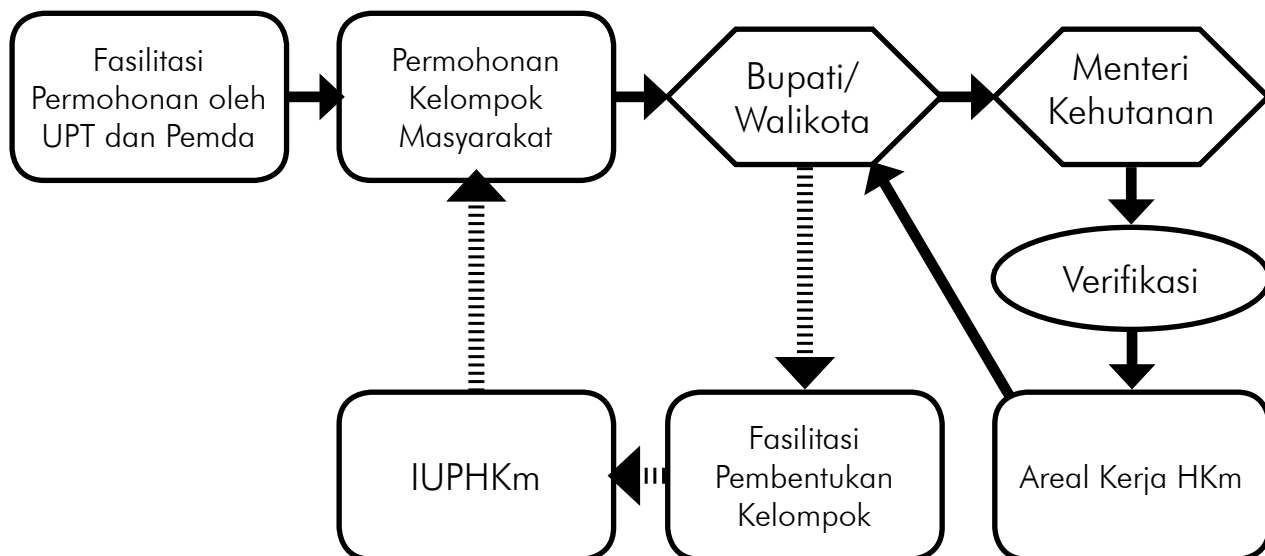 Fasilitasi
Permohonan oleh
UPT dan Pemda
Permohonan
Kelompok
Masyarakat
Bupati/
Walikota
Menteri
Kehutanan
Verifikasi
IUPHKm
Fasilitasi
Pembentukan
Kelompok
Areal Kerja HKm